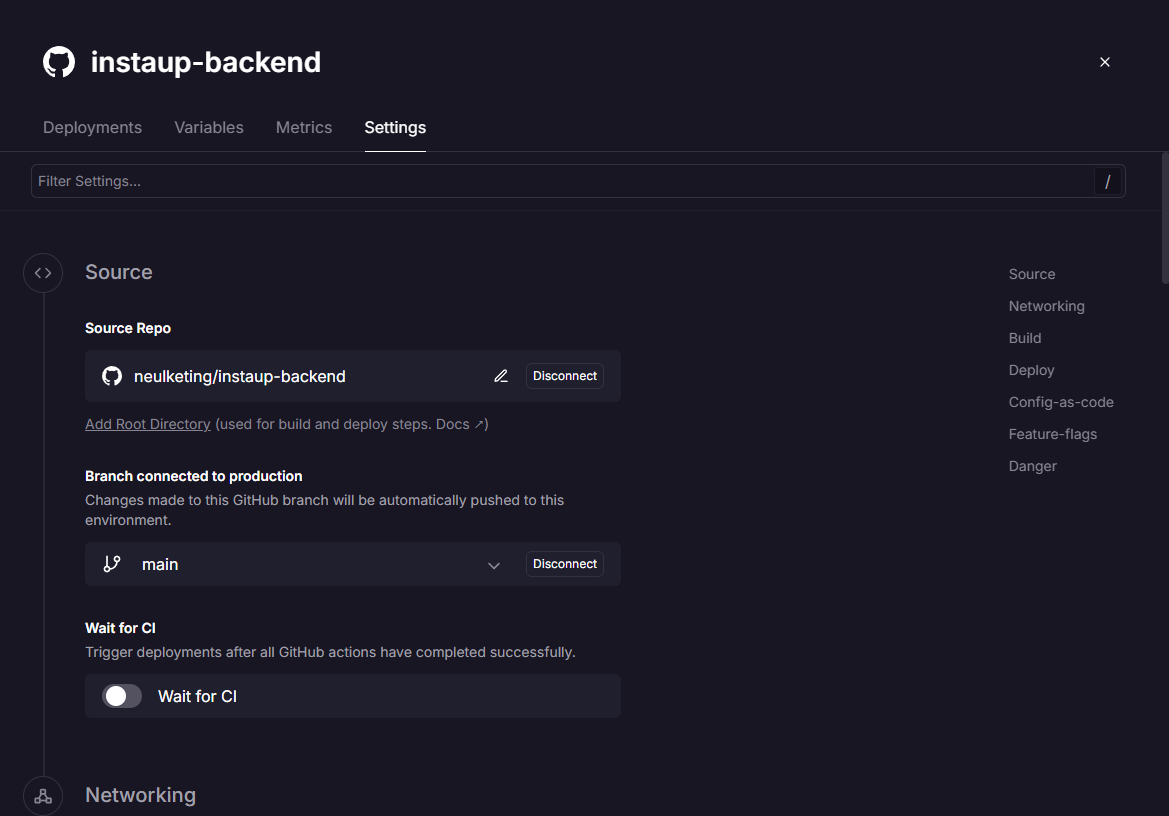 instaup-backend
Deployments Variables Metrics Settings
Filter Settings... /
Source
Source Repo
neulketing/instaup-backend Disconnect
Add Root Directory (used for build and deploy steps. Docs ↗)
Branch connected to production
Changes made to this GitHub branch will be automatically pushed to this
environment.
main Disconnect
Wait for CI
Trigger deployments after all GitHub actions have completed successfully.
Wait for CI
Networking
Source
Networking
Build
Deploy
Config-as-code
Feature-flags
Danger